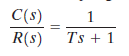 C(s)/R(s) = 1/(Ts + 1)